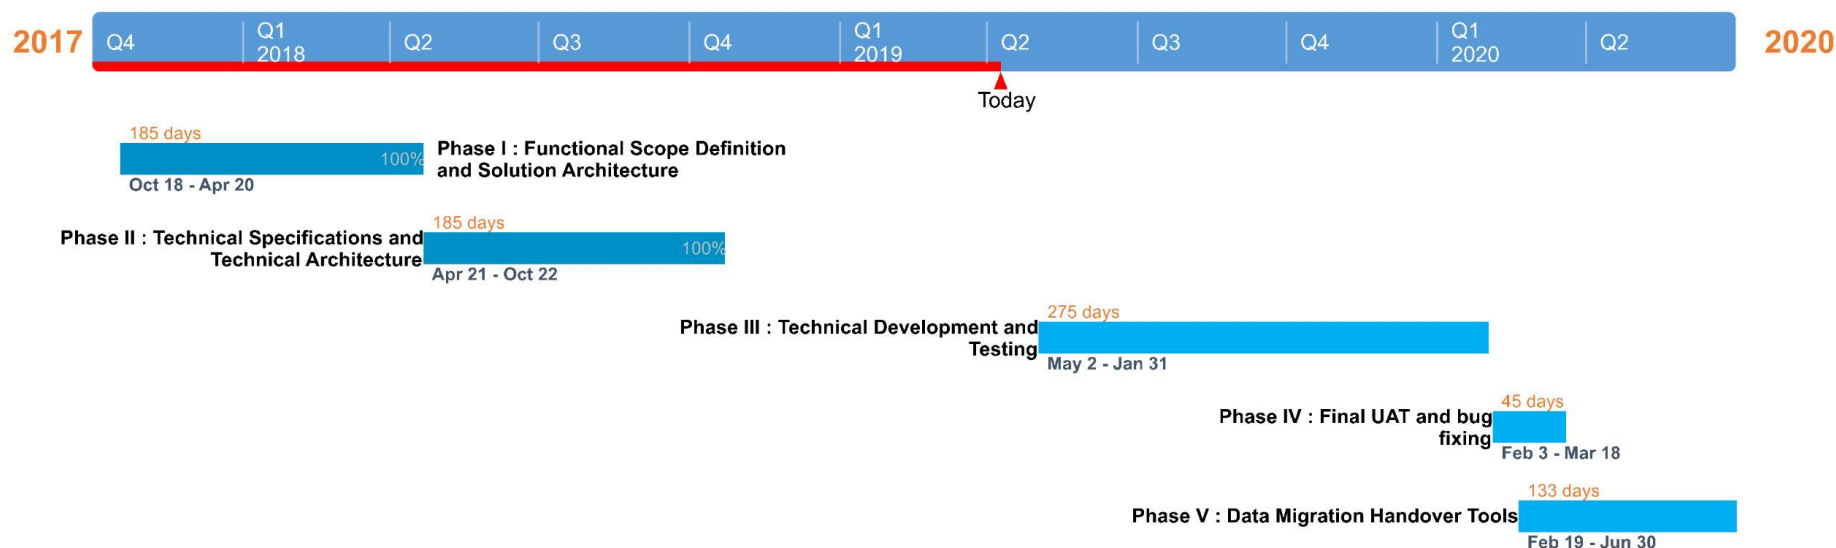 2017
Q4
Q1
2018
Q2
Q3
Q4
Q1
2019
Q2
Q3
Q4
Q1
2020
Q2
2020
Today
185 days
100%
Phase I : Functional Scope Definition
and Solution Architecture
Oct 18 - Apr 20
185 days
Phase II : Technical Specifications and
Technical Architecture
100%
Apr 21 - Oct 22
275 days
Phase III : Technical Development and
Testing
May 2 - Jan 31
45 days
Phase IV : Final UAT and bug
fixing
Feb 3 - Mar 18
133 days
Phase V : Data Migration Handover Tools
Feb 19 - Jun 30